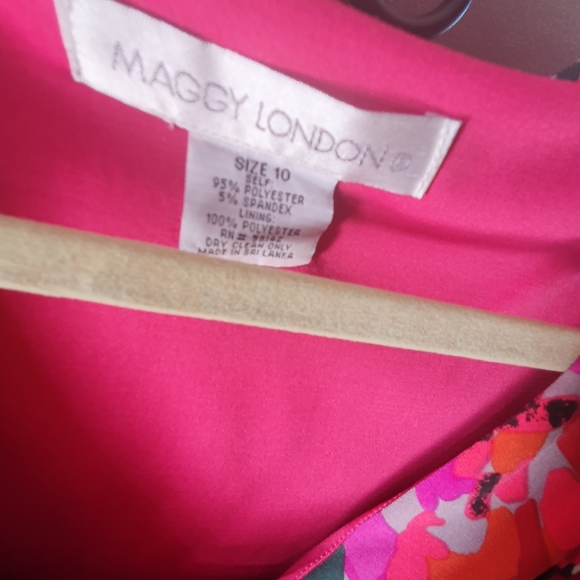 MAGGY LONDON®
SIZE 10
SELF:
95% POLYESTER
5% SPANDEX
LINING:
100% POLYESTER
RN#
DRY CLEAN ONLY
MADE IN SRI LANKA